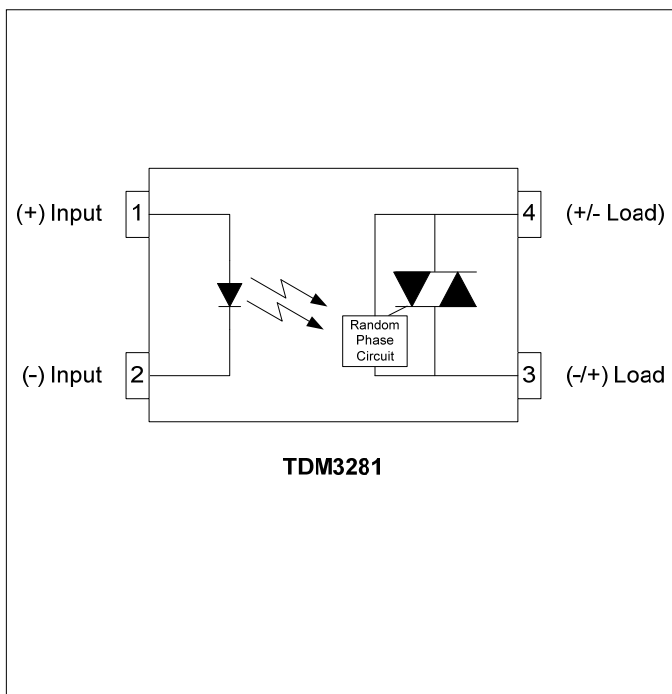 (+) Input 1
4 (+/- Load)
Random
Phase
Circuit
(-) Input 2
3 (-/+) Load
TDM3281